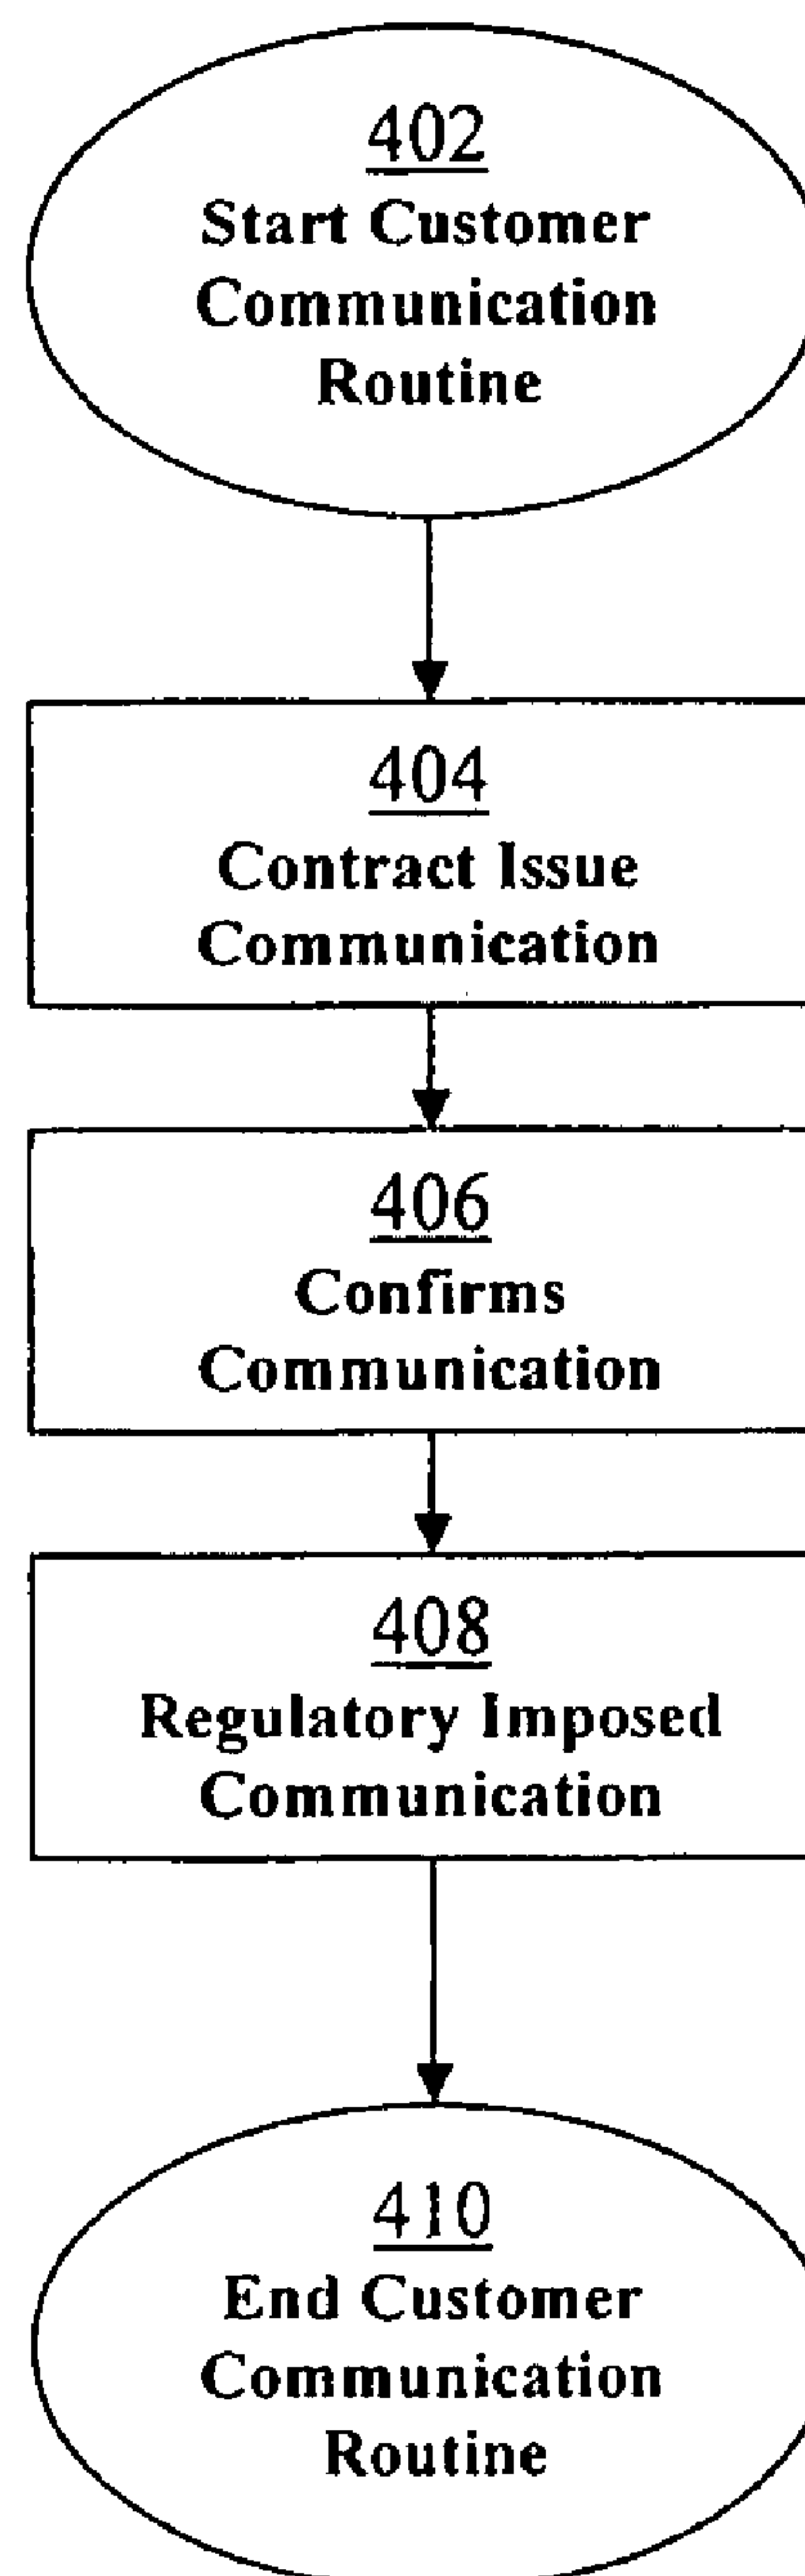 402
Start Customer
Communication
Routine
404
Contract Issue
Communication
406
Confirms
Communication
408
Regulatory Imposed
Communication
410
End Customer
Communication
Routine